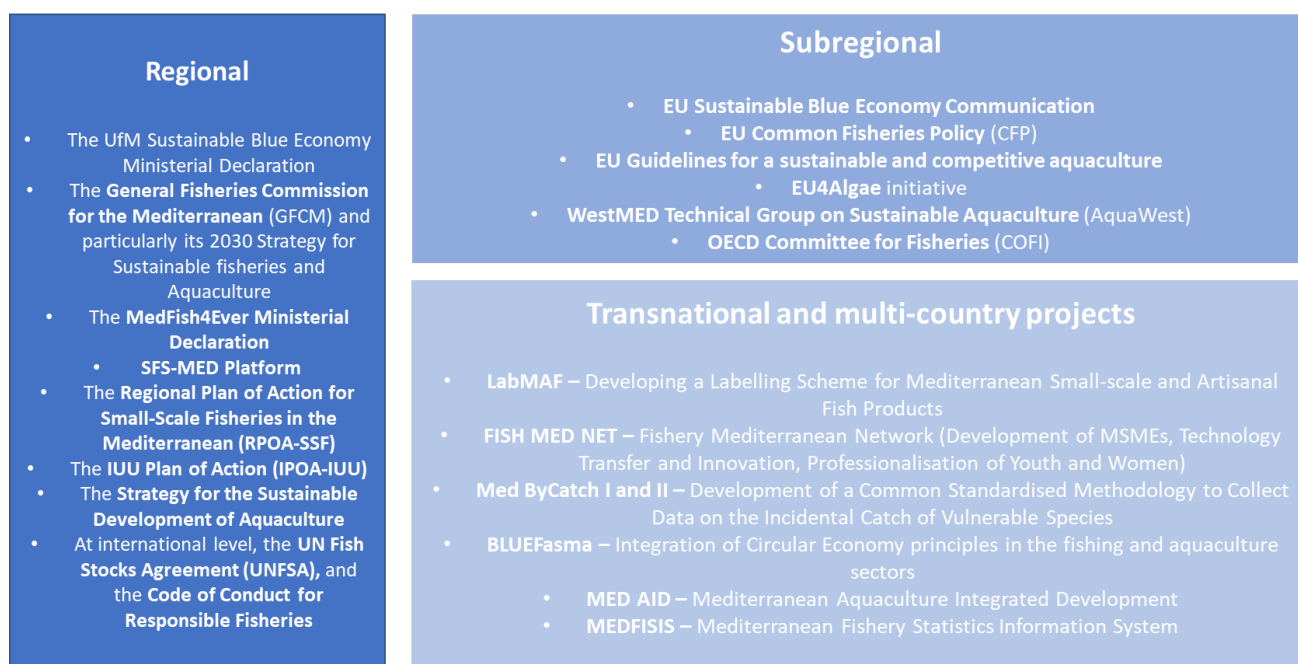 Regional
• The UfM Sustainable Blue Economy
Ministerial Declaration
• The General Fisheries Commission
for the Mediterranean (GFCM) and
particularly its 2030 Strategy for
Sustainable fisheries and
Aquaculture
• The MedFish4Ever Ministerial
Declaration
• SFS-MED Platform
• The Regional Plan of Action for
Small-Scale Fisheries in the
Mediterranean (RPOA-SSF)
• The IUU Plan of Action (IPOA-IUU)
• The Strategy for the Sustainable
Development of Aquaculture
• At international level, the UN Fish
Stocks Agreement (UNFSA), and
the Code of Conduct for
Responsible Fisheries
Subregional
• EU Sustainable Blue Economy Communication
• EU Common Fisheries Policy (CFP)
• EU Guidelines for a sustainable and competitive aquaculture
• EU4Algae initiative
• WestMED Technical Group on Sustainable Aquaculture (AquaWest)
• OECD Committee for Fisheries (COFI)
Transnational and multi-country projects
• LabMAF – Developing a Labelling Scheme for Mediterranean Small-scale and Artisanal
Fish Products
• FISH MED NET – Fishery Mediterranean Network (Development of MSMEs, Technology
Transfer and Innovation, Professionalisation of Youth and Women)
• Med ByCatch I and II – Development of a Common Standardised Methodology to Collect
Data on the Incidental Catch of Vulnerable Species
• BLUEFasma – Integration of Circular Economy principles in the fishing and aquaculture
sectors
• MED AID – Mediterranean Aquaculture Integrated Development
• MEDFISIS – Mediterranean Fishery Statistics Information System